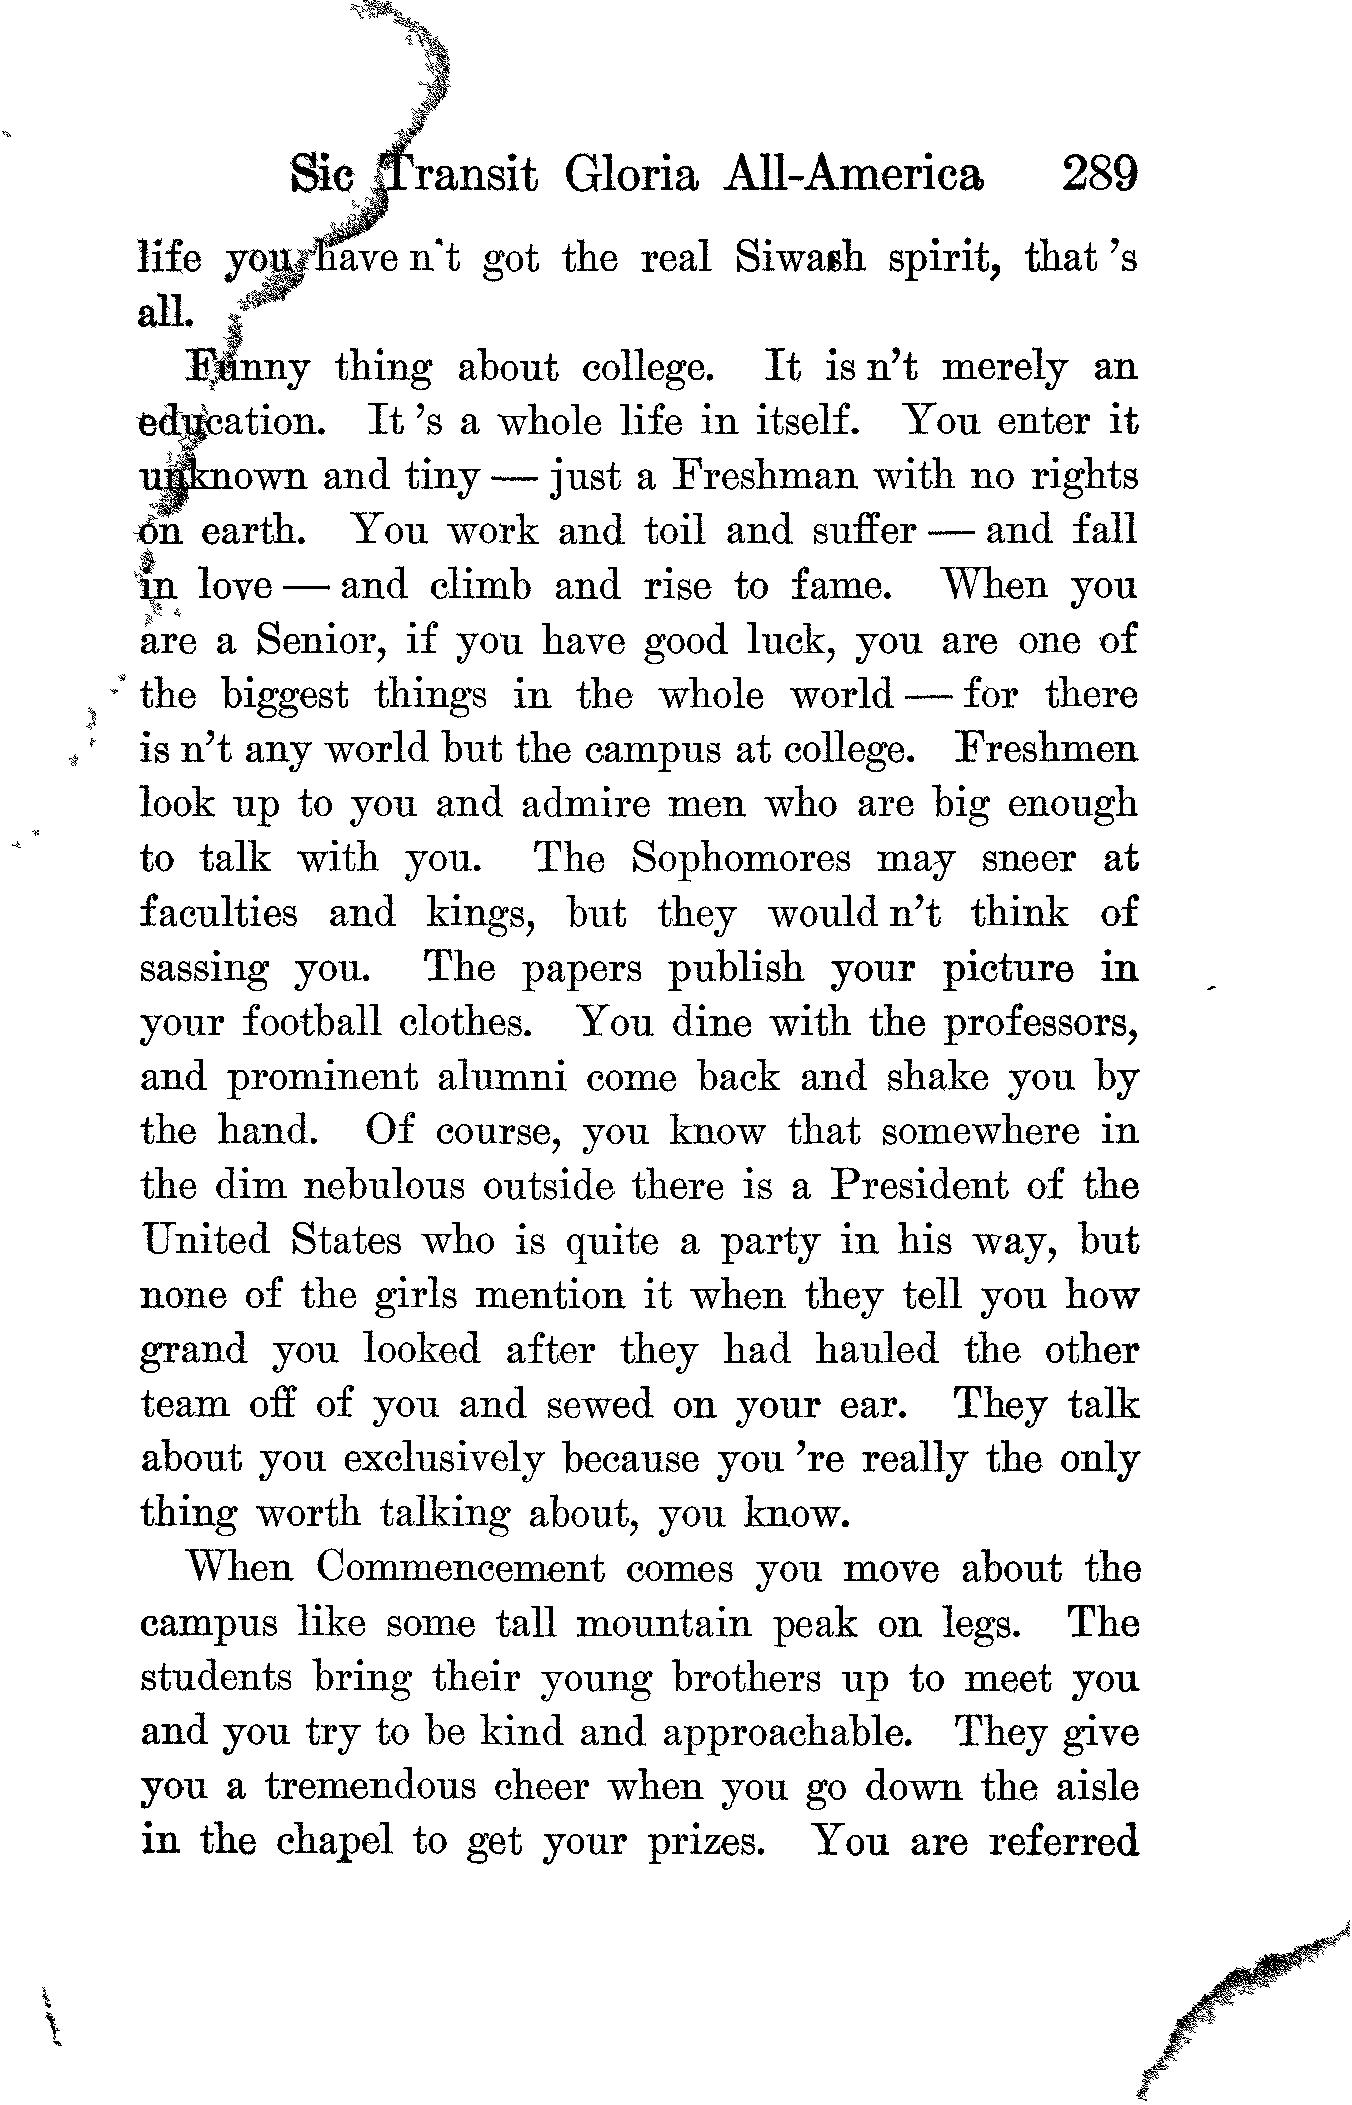 Sic Transit Gloria All-America 289
life you have n't got the real Siwash spirit, that 's
all.
Funny thing about college. It is n't merely an
education. It 's a whole life in itself. You enter it
unknown and tiny — just a Freshman with no rights
on earth. You work and toil and suffer — and fall
in love — and climb and rise to fame. When you
are a Senior, if you have good luck, you are one of
the biggest things in the whole world — for there
is n't any world but the campus at college. Freshmen
look up to you and admire men who are big enough
to talk with you. The Sophomores may sneer at
faculties and kings, but they would n't think of
sassing you. The papers publish your picture in
your football clothes. You dine with the professors,
and prominent alumni come back and shake you by
the hand. Of course, you know that somewhere in
the dim nebulous outside there is a President of the
United States who is quite a party in his way, but
none of the girls mention it when they tell you how
grand you looked after they had hauled the other
team off of you and sewed on your ear. They talk
about you exclusively because you 're really the only
thing worth talking about, you know.
When Commencement comes you move about the
campus like some tall mountain peak on legs. The
students bring their young brothers up to meet you
and you try to be kind and approachable. They give
you a tremendous cheer when you go down the aisle
in the chapel to get your prizes. You are referred